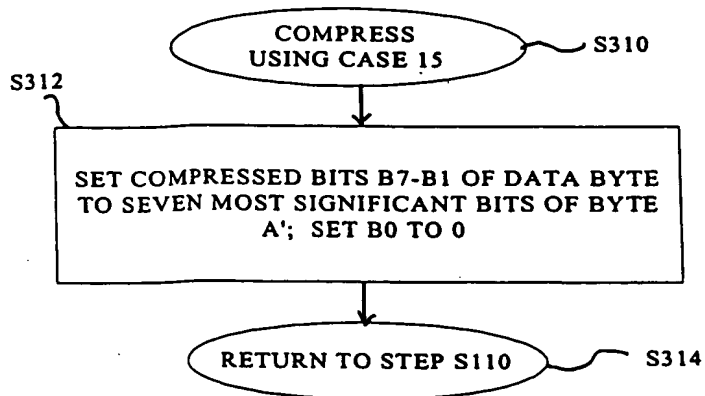 COMPRESS
USING CASE 15
S310
S312
SET COMPRESSED BITS B7-B1 OF DATA BYTE
TO SEVEN MOST SIGNIFICANT BITS OF BYTE
A'; SET B0 TO 0
RETURN TO STEP S110
S314